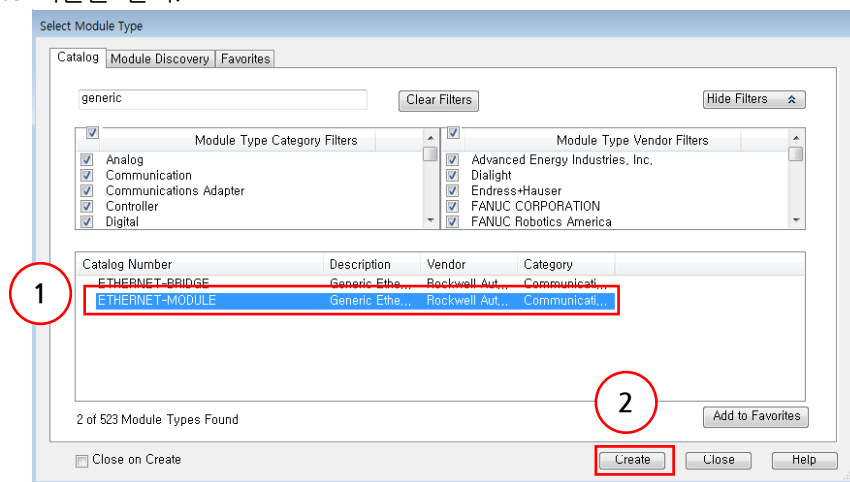 Select Module Type
Catalog Module Discovery Favorites
generic Clear Filters Hide Filters
Module Type Category Filters Module Type Vendor Filters
Analog Advanced Energy Industries, Inc,
Communication Dialight
Communications Adapter Endress+Hauser
Controller FANUC CORPORATION
Digital FANUC Robotics America
Catalog Number Description Vendor Category
ETHERNET-BRIDGE Generic Ethe,,, Rockwell Aut,,, Communicati,,,
1 ETHERNET-MODULE Generic Ethe,,, Rockwell Aut,,, Communicati,,,
2
2 of 523 Module Types Found Add to Favorites
Close on Create Create Close Help